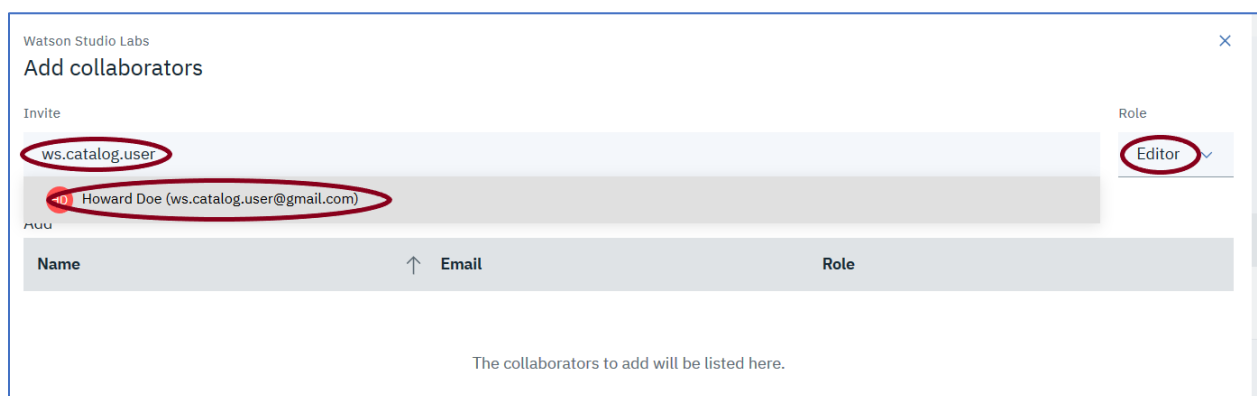 Watson Studio Labs
Add collaborators
Invite
Role
ws.catalog.user
Editor
Howard Doe (ws.catalog.user@gmail.com)
Add
Name ↑ Email Role
The collaborators to add will be listed here.